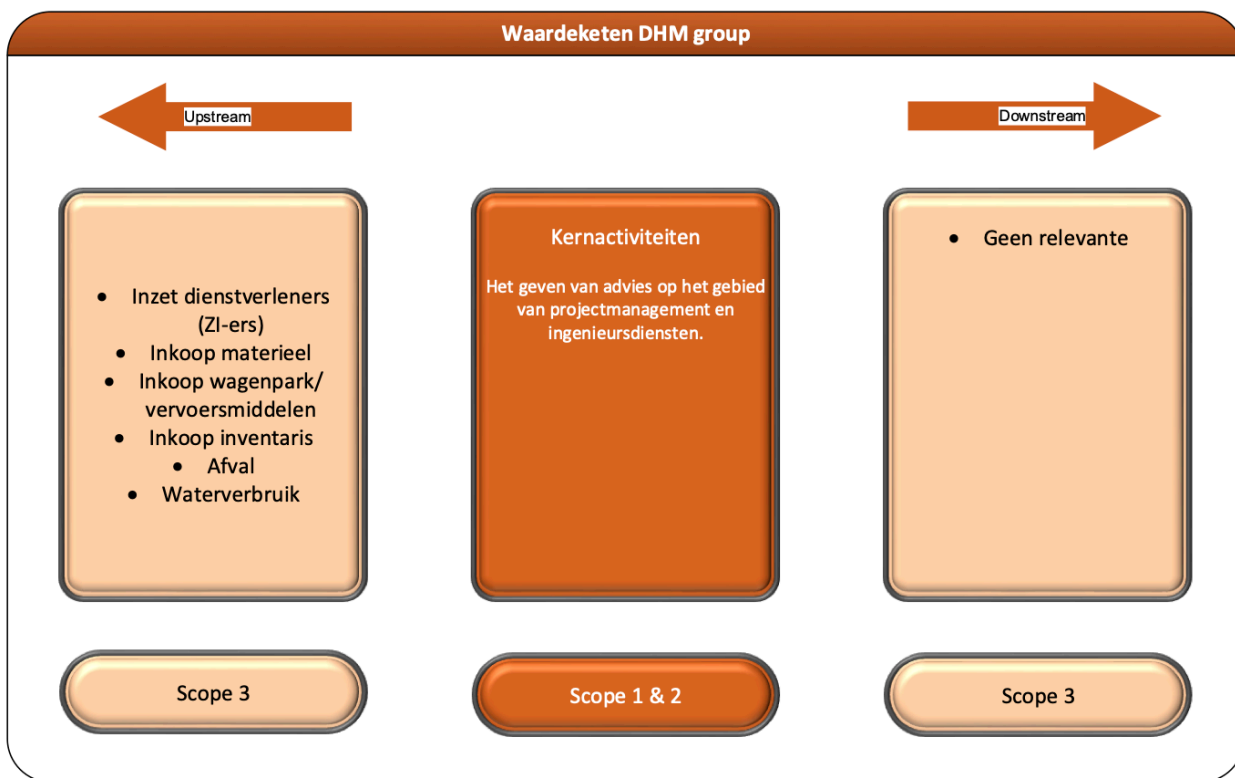 Waardeketen DHM group
Upstream
Downstream
• Inzet dienstverleners
(ZI-ers)
• Inkoop materieel
• Inkoop wagenpark/
vervoersmiddelen
• Inkoop inventaris
• Afval
• Waterverbruik
Kernactiviteiten
Het geven van advies op het gebied
van projectmanagement en
ingenieursdiensten.
• Geen relevante
Scope 3
Scope 1 & 2
Scope 3